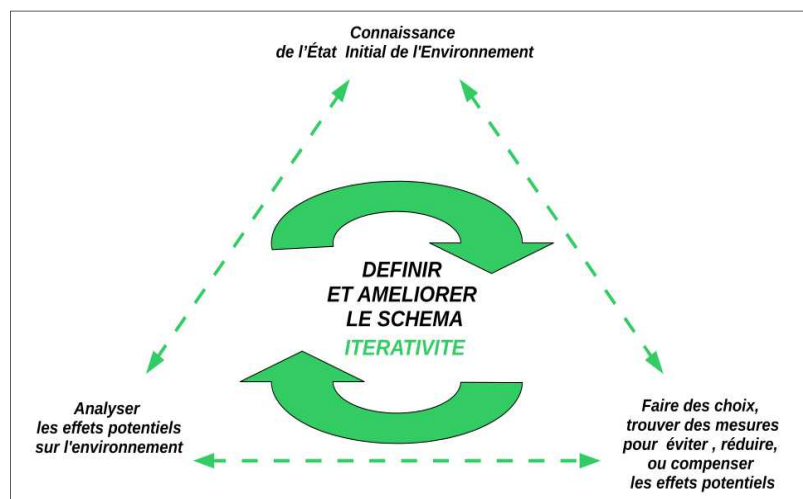 Connaissance
de l'État Initial de l'Environnement
DEFINIR
ET AMELIORER
LE SCHEMA
ITERATIVITE
Analyser
les effets potentiels
sur l'environnement
Faire des choix,
trouver des mesures
pour éviter , réduire,
ou compenser
les effets potentiels